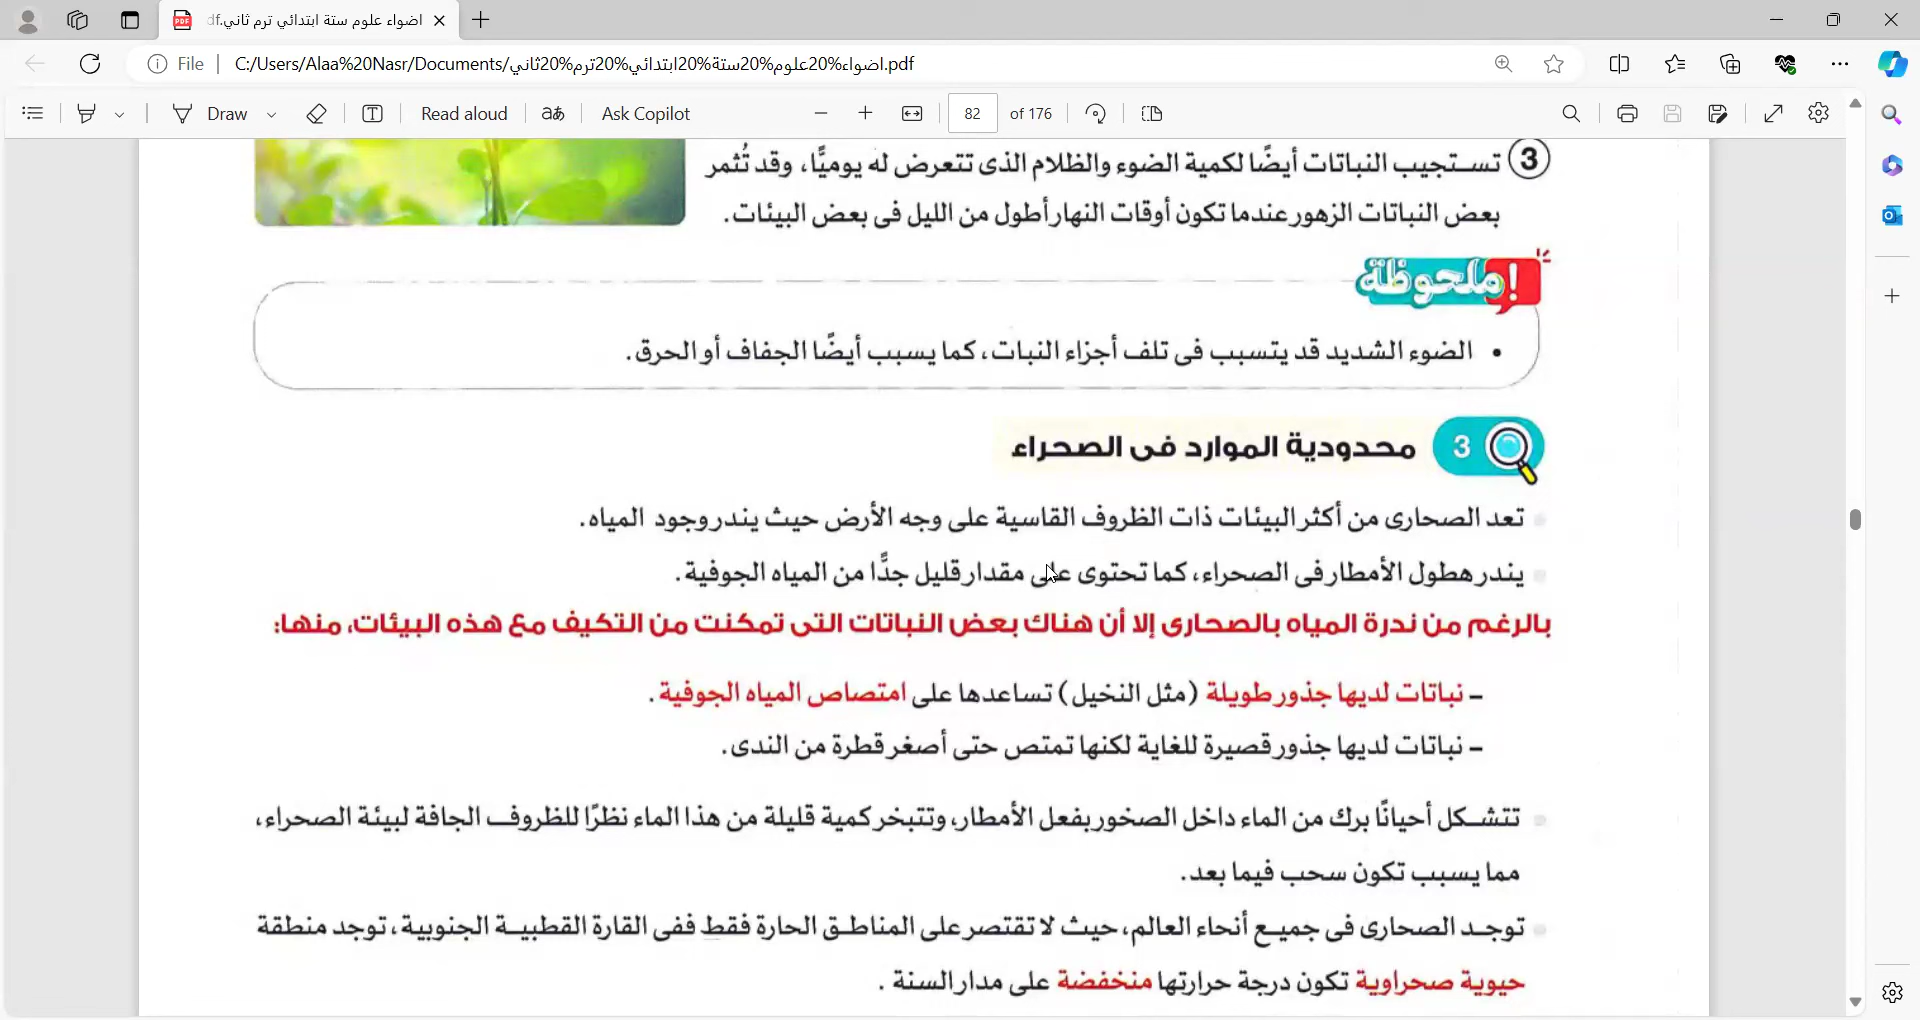 اضواء علوم ستة ابتدائي ترم ثاني.df
File
C:/Users/Alaa%20Nasr/Documents/اضواء%20علوم%20ستة%20ابتدائي%20ترم%20ثاني.pdf
Draw
Read aloud
Ask Copilot
82 of 176
3 تستجيب النباتات أيضًا لكمية الضوء والظلام الذى تتعرض له يوميًّا، وقد تُثمر
بعض النباتات الزهور عندما تكون أوقات النهار أطول من الليل فى بعض البيئات.
ملحوظة!
• الضوء الشديد قد يتسبب فى تلف أجزاء النبات، كما يسبب أيضًا الجفاف أو الحرق.
3 محدودية الموارد فى الصحراء
تعد الصحارى من أكثر البيئات ذات الظروف القاسية على وجه الأرض حيث يندر وجود المياه.
يندر هطول الأمطار فى الصحراء، كما تحتوى على مقدار قليل جدًّا من المياه الجوفية.
بالرغم من ندرة المياه بالصحارى إلا أن هناك بعض النباتات التى تمكنت من التكيف مع هذه البيئات، منها:
- نباتات لديها جذور طويلة (مثل النخيل) تساعدها على امتصاص المياه الجوفية.
- نباتات لديها جذور قصيرة للغاية لكنها تمتص حتى أصغر قطرة من الندى.
تتشكل أحيانًا برك من الماء داخل الصخور بفعل الأمطار، وتتبخر كمية قليلة من هذا الماء نظرًا للظروف الجافة لبيئة الصحراء،
مما يسبب تكون سحب فيما بعد.
توجد الصحارى فى جميع أنحاء العالم، حيث لا تقتصر على المناطق الحارة فقط ففى القارة القطبية الجنوبية، توجد منطقة
حيوية صحراوية تكون درجة حرارتها منخفضة على مدار السنة.